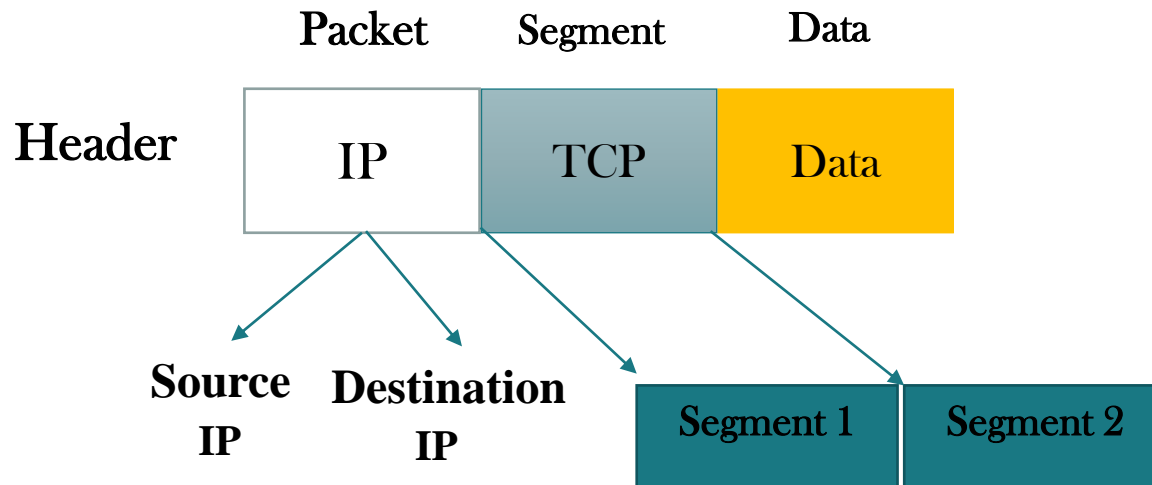 Packet Segment Data
Header IP TCP Data
Source Destination
IP IP
Segment 1 Segment 2